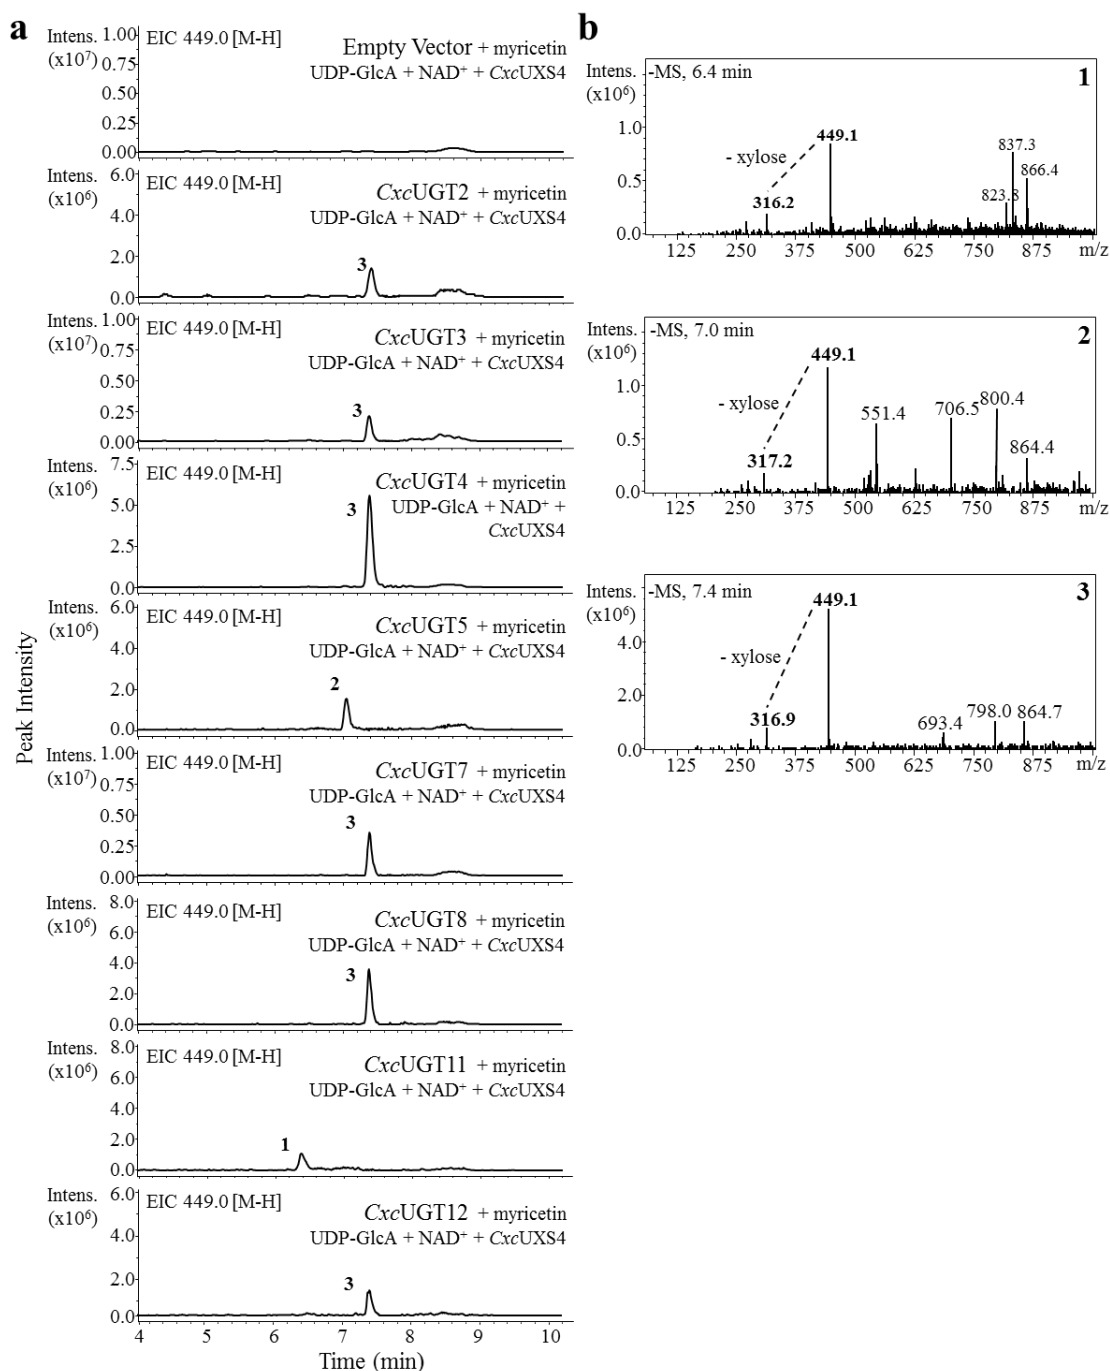 a
Intens.
(x10⁷)
1.00
0.75
0.50
0.25
0.00
EIC 449.0 [M-H]
Empty Vector + myricetin
UDP-GlcA + NAD⁺ + CxcUXS4
Intens.
(x10⁶)
6.0
4.0
2.0
0.0
EIC 449.0 [M-H]
CxcUGT2 + myricetin
UDP-GlcA + NAD⁺ + CxcUXS4
3
Intens.
(x10⁷)
1.00
0.75
0.50
0.25
0.00
EIC 449.0 [M-H]
CxcUGT3 + myricetin
UDP-GlcA + NAD⁺ + CxcUXS4
3
Intens.
(x10⁶)
7.5
5.0
2.5
0.0
EIC 449.0 [M-H]
CxcUGT4 + myricetin
UDP-GlcA + NAD⁺ +
CxcUXS4
3
Intens.
(x10⁶)
6.0
4.0
2.0
0.0
EIC 449.0 [M-H]
CxcUGT5 + myricetin
UDP-GlcA + NAD⁺ + CxcUXS4
2
Peak Intensity
Intens.
(x10⁷)
1.00
0.75
0.50
0.25
0.00
EIC 449.0 [M-H]
CxcUGT7 + myricetin
UDP-GlcA + NAD⁺ + CxcUXS4
3
Intens.
(x10⁶)
8.0
6.0
4.0
2.0
0.0
EIC 449.0 [M-H]
CxcUGT8 + myricetin
UDP-GlcA + NAD⁺ + CxcUXS4
3
Intens.
(x10⁶)
8.0
6.0
4.0
2.0
0.0
EIC 449.0 [M-H]
CxcUGT11 + myricetin
UDP-GlcA + NAD⁺ + CxcUXS4
1
Intens.
(x10⁶)
6.0
4.0
2.0
0.0
EIC 449.0 [M-H]
CxcUGT12 + myricetin
UDP-GlcA + NAD⁺ + CxcUXS4
3
4 5 6 7 8 9 10
Time (min)
b
Intens.
(x10⁶)
1.0
0.5
0.0
-MS, 6.4 min
1
449.1
- xylose
316.2
837.3
866.4
823.8
125 250 375 500 625 750 875 m/z
Intens.
(x10⁶)
1.0
0.5
0.0
-MS, 7.0 min
2
449.1
- xylose
317.2
551.4
706.5
800.4
864.4
125 250 375 500 625 750 875 m/z
Intens.
(x10⁶)
4.0
2.0
0.0
-MS, 7.4 min
3
449.1
- xylose
316.9
693.4
798.0
864.7
125 250 375 500 625 750 875 m/z